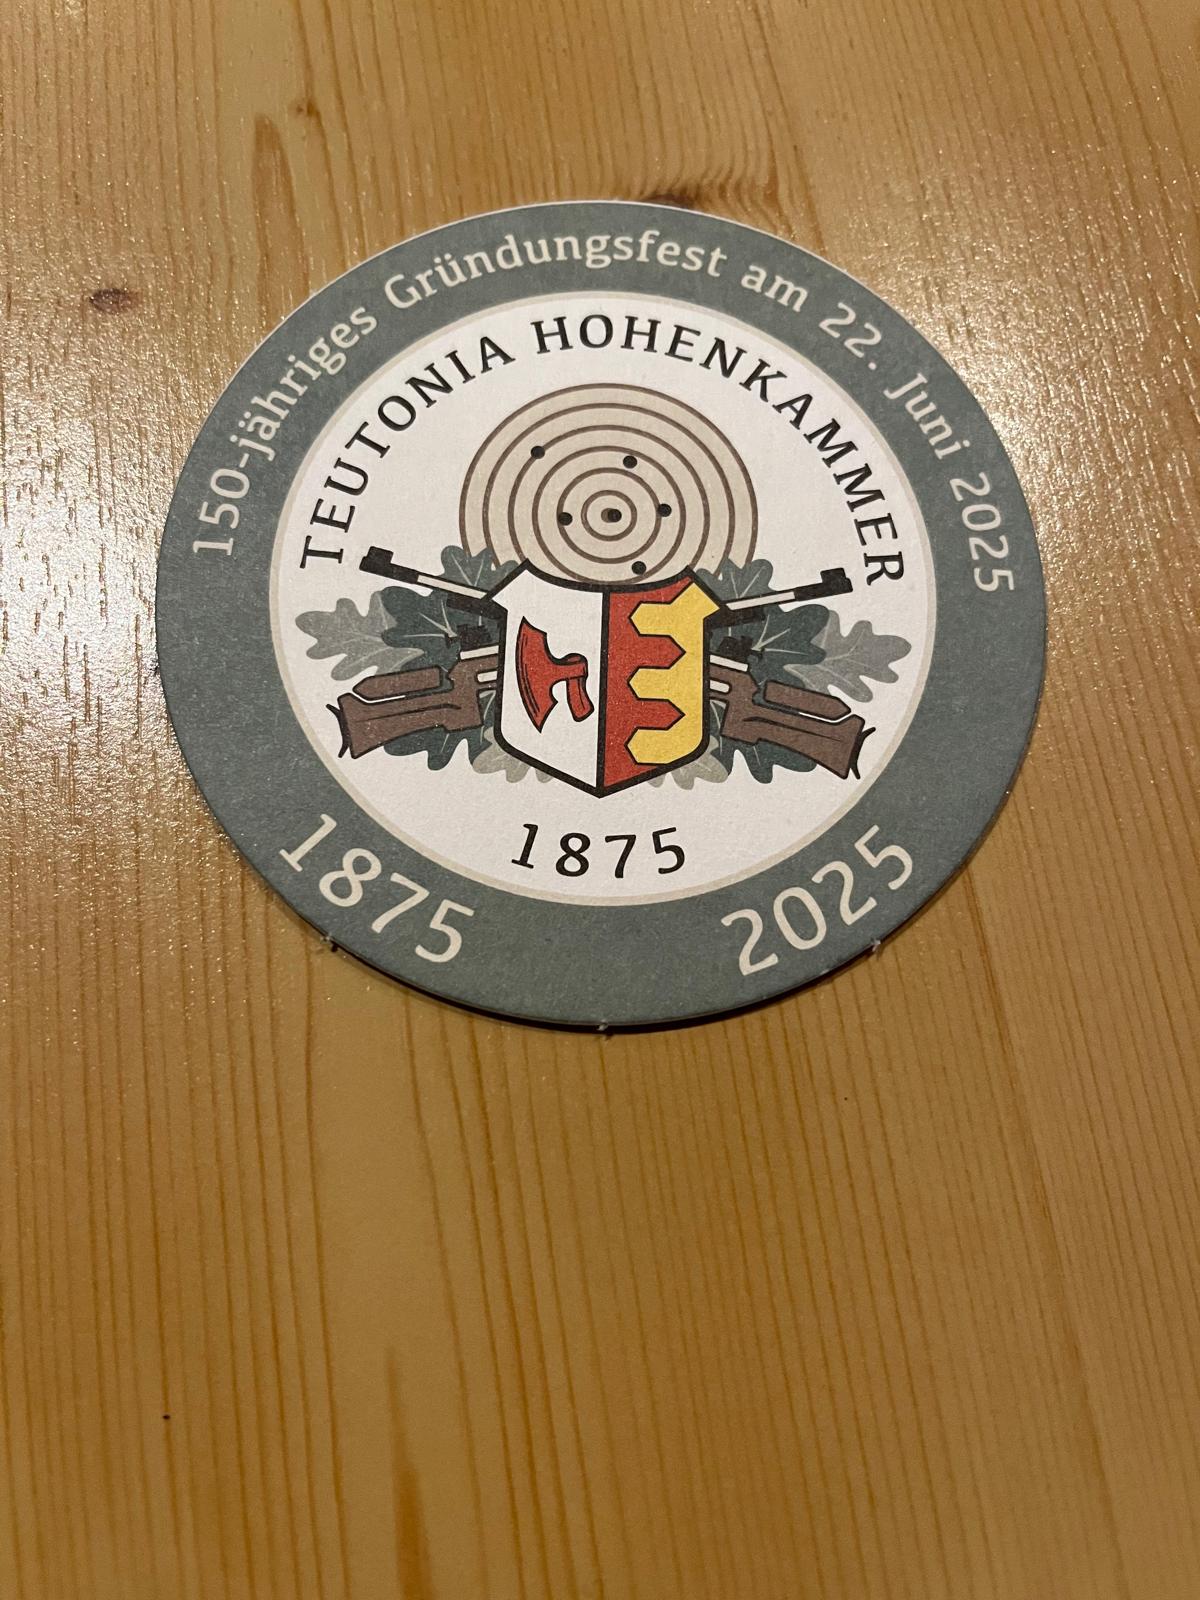 150-jähriges Gründungsfest am 22. Juni 2025
TEUTONIA HOHENKAMMER
1875
1875
2025